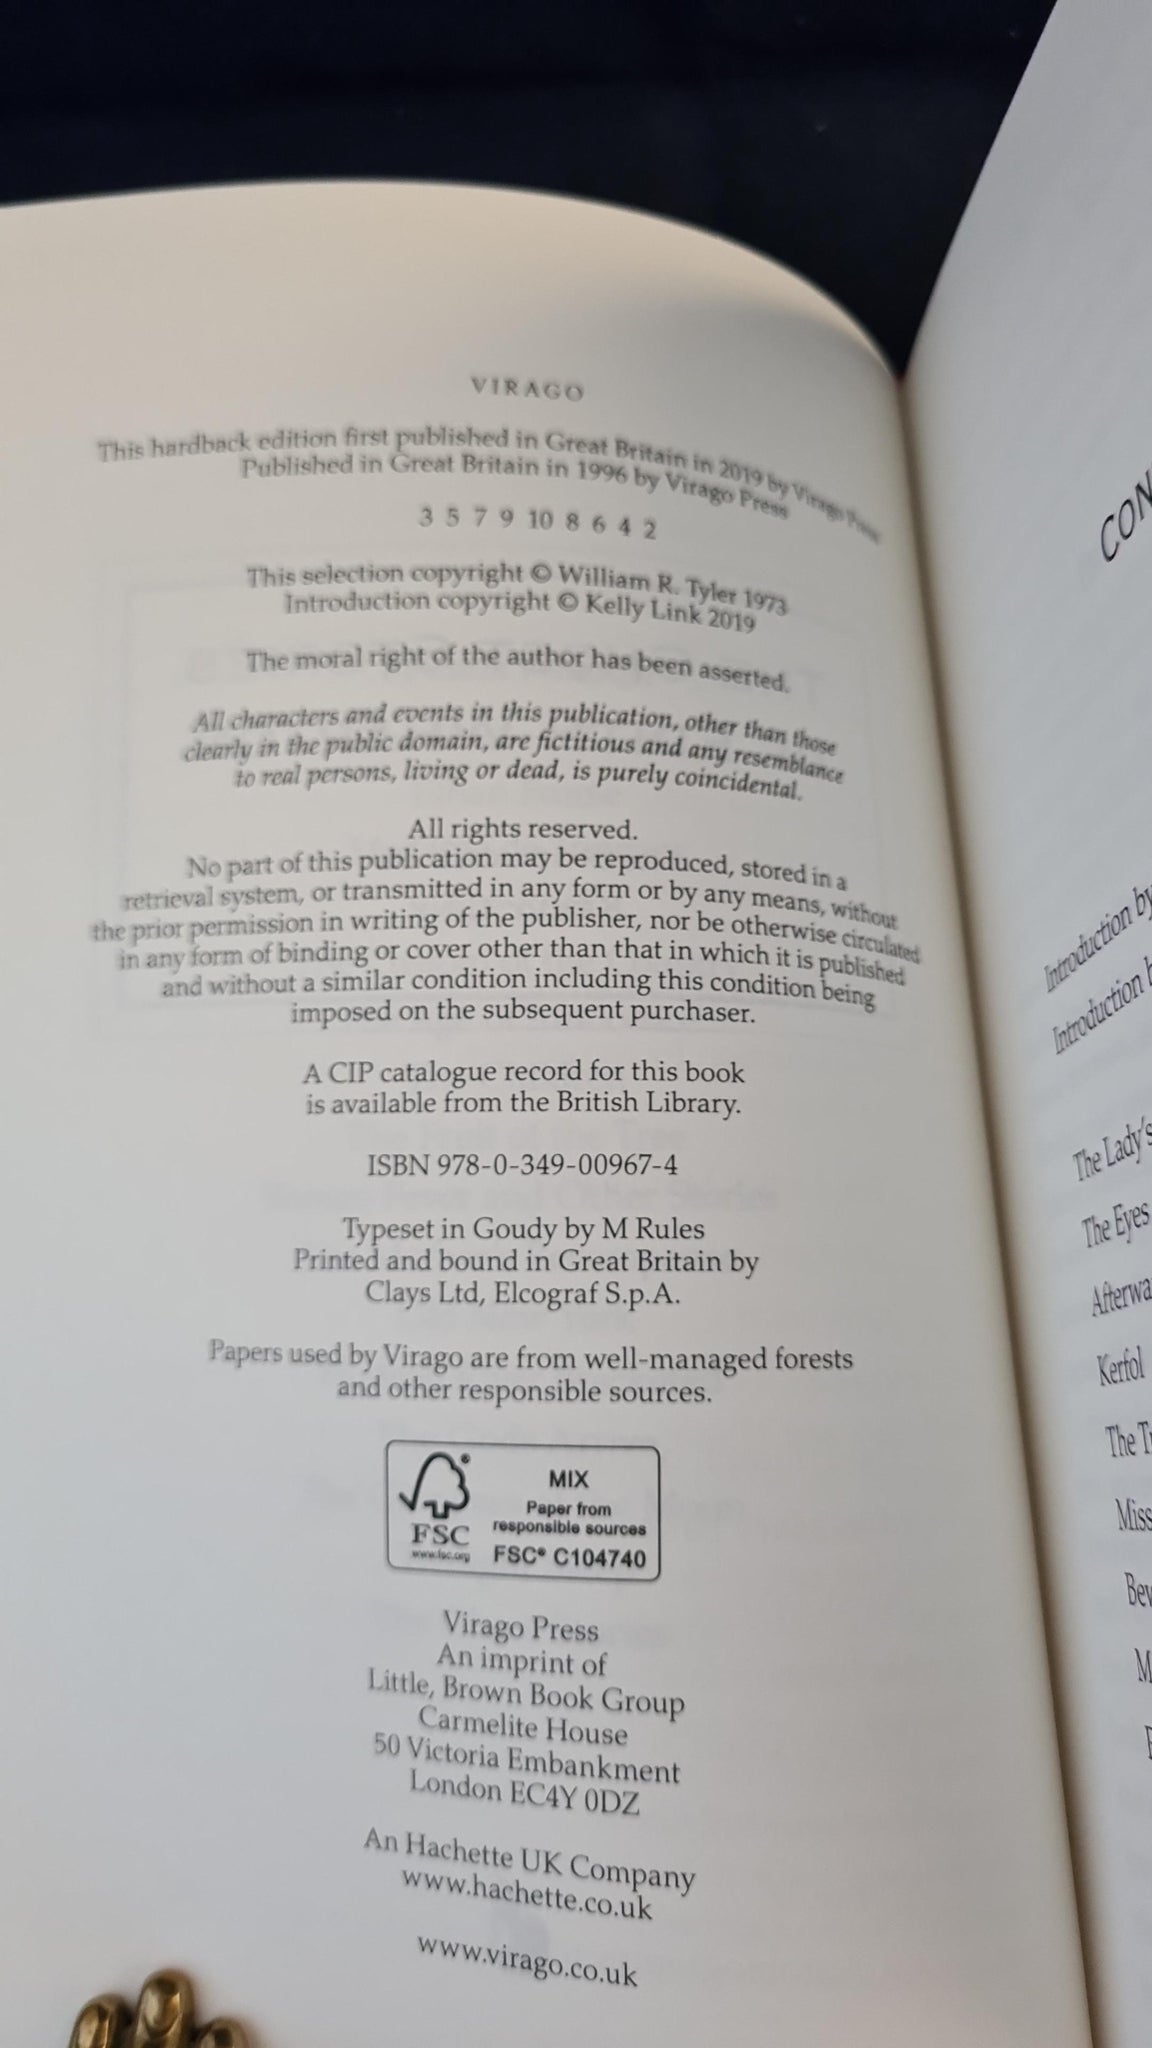 VIRAGO
This hardback edition first published in Great Britain in 2019 by Virago Press
Published in Great Britain in 1996 by Virago Press
3 5 7 9 10 8 6 4 2
This selection copyright © William R. Tyler 1973
Introduction copyright © Kelly Link 2019
The moral right of the author has been asserted.
All characters and events in this publication, other than those
clearly in the public domain, are fictitious and any resemblance
to real persons, living or dead, is purely coincidental.
All rights reserved.
No part of this publication may be reproduced, stored in a
retrieval system, or transmitted in any form or by any means, without
the prior permission in writing of the publisher, nor be otherwise circulated
in any form of binding or cover other than that in which it is published
and without a similar condition including this condition being
imposed on the subsequent purchaser.
A CIP catalogue record for this book
is available from the British Library.
ISBN 978-0-349-00967-4
Typeset in Goudy by M Rules
Printed and bound in Great Britain by
Clays Ltd, Elcograf S.p.A.
Papers used by Virago are from well-managed forests
and other responsible sources.
FSC
www.fsc.org
MIX
Paper from
responsible sources
FSC® C104740
Virago Press
An imprint of
Little, Brown Book Group
Carmelite House
50 Victoria Embankment
London EC4Y 0DZ
An Hachette UK Company
www.hachette.co.uk
www.virago.co.uk
CON
Introduction by
Introduction b
The Lady's
The Eyes
Afterwa
Kerfol
The T
Miss
Bew
M